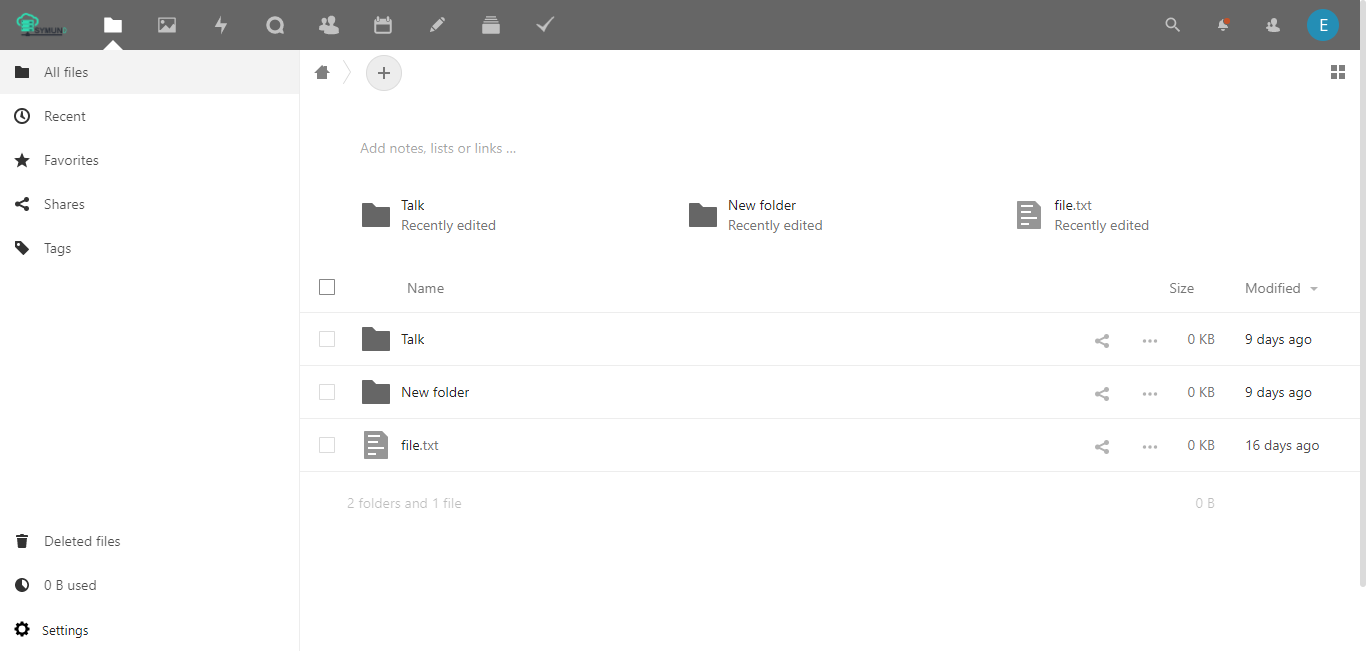 SYMUN
E
All files
Recent
Favorites
Shares
Tags
Add notes, lists or links ...
Talk
Recently edited
New folder
Recently edited
file.txt
Recently edited
Name Size Modified
Talk 0 KB 9 days ago
New folder 0 KB 9 days ago
file.txt 0 KB 16 days ago
2 folders and 1 file 0 B
Deleted files
0 B used
Settings